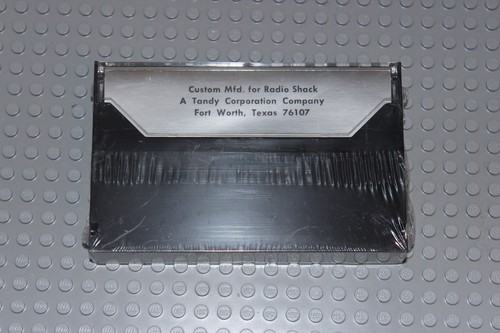 Custom Mfd. for Radio Shack
A Tandy Corporation Company
Fort Worth, Texas 76107